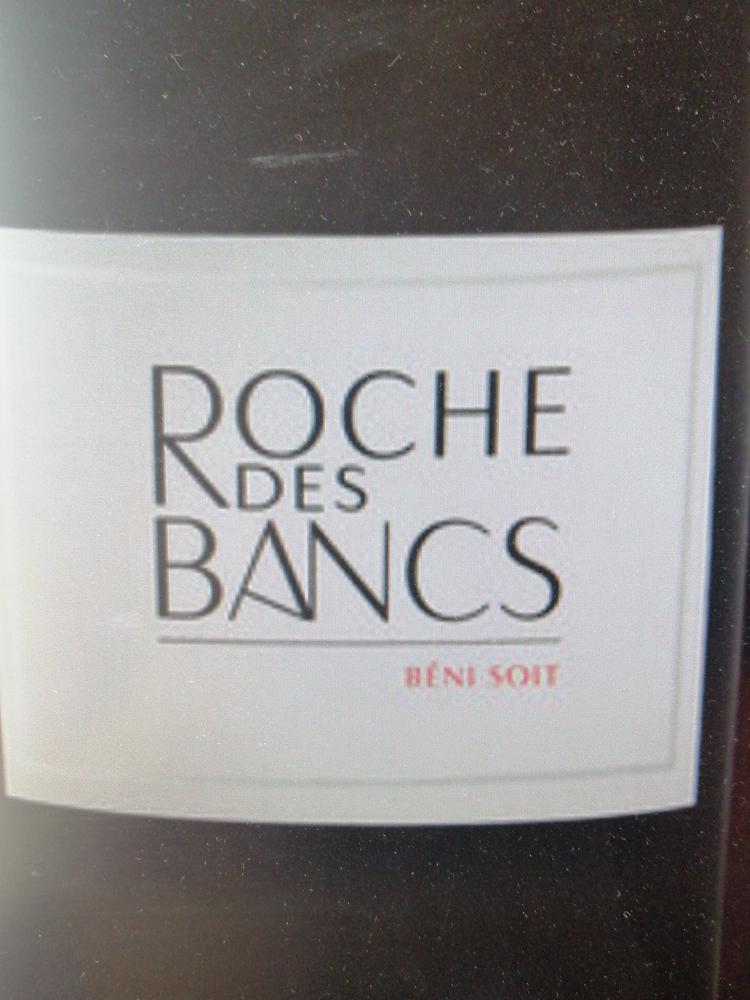 ROCHE
DES
BANCS
BÉNI SOIT